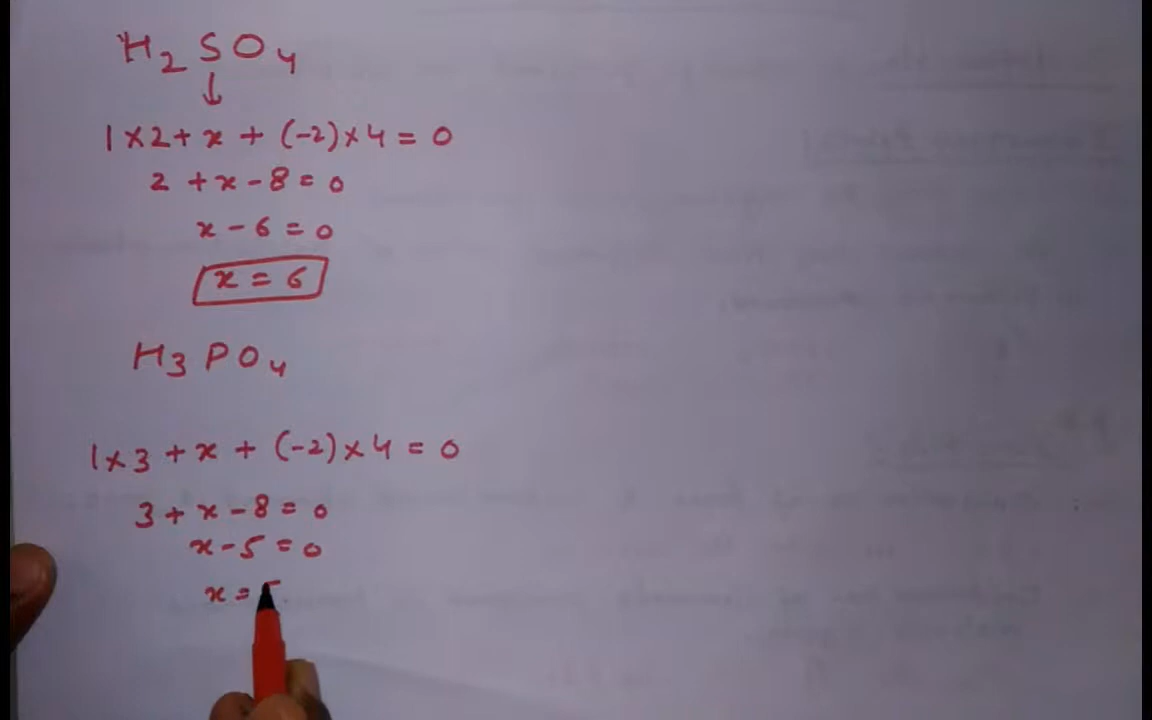 H₂SO₄
↓
1×2+x+(-2)×4=0
2+x-8=0
x-6=0
x=6
H₃PO₄
1×3+x+(-2)×4=0
3+x-8=0
x-5=0
x=5